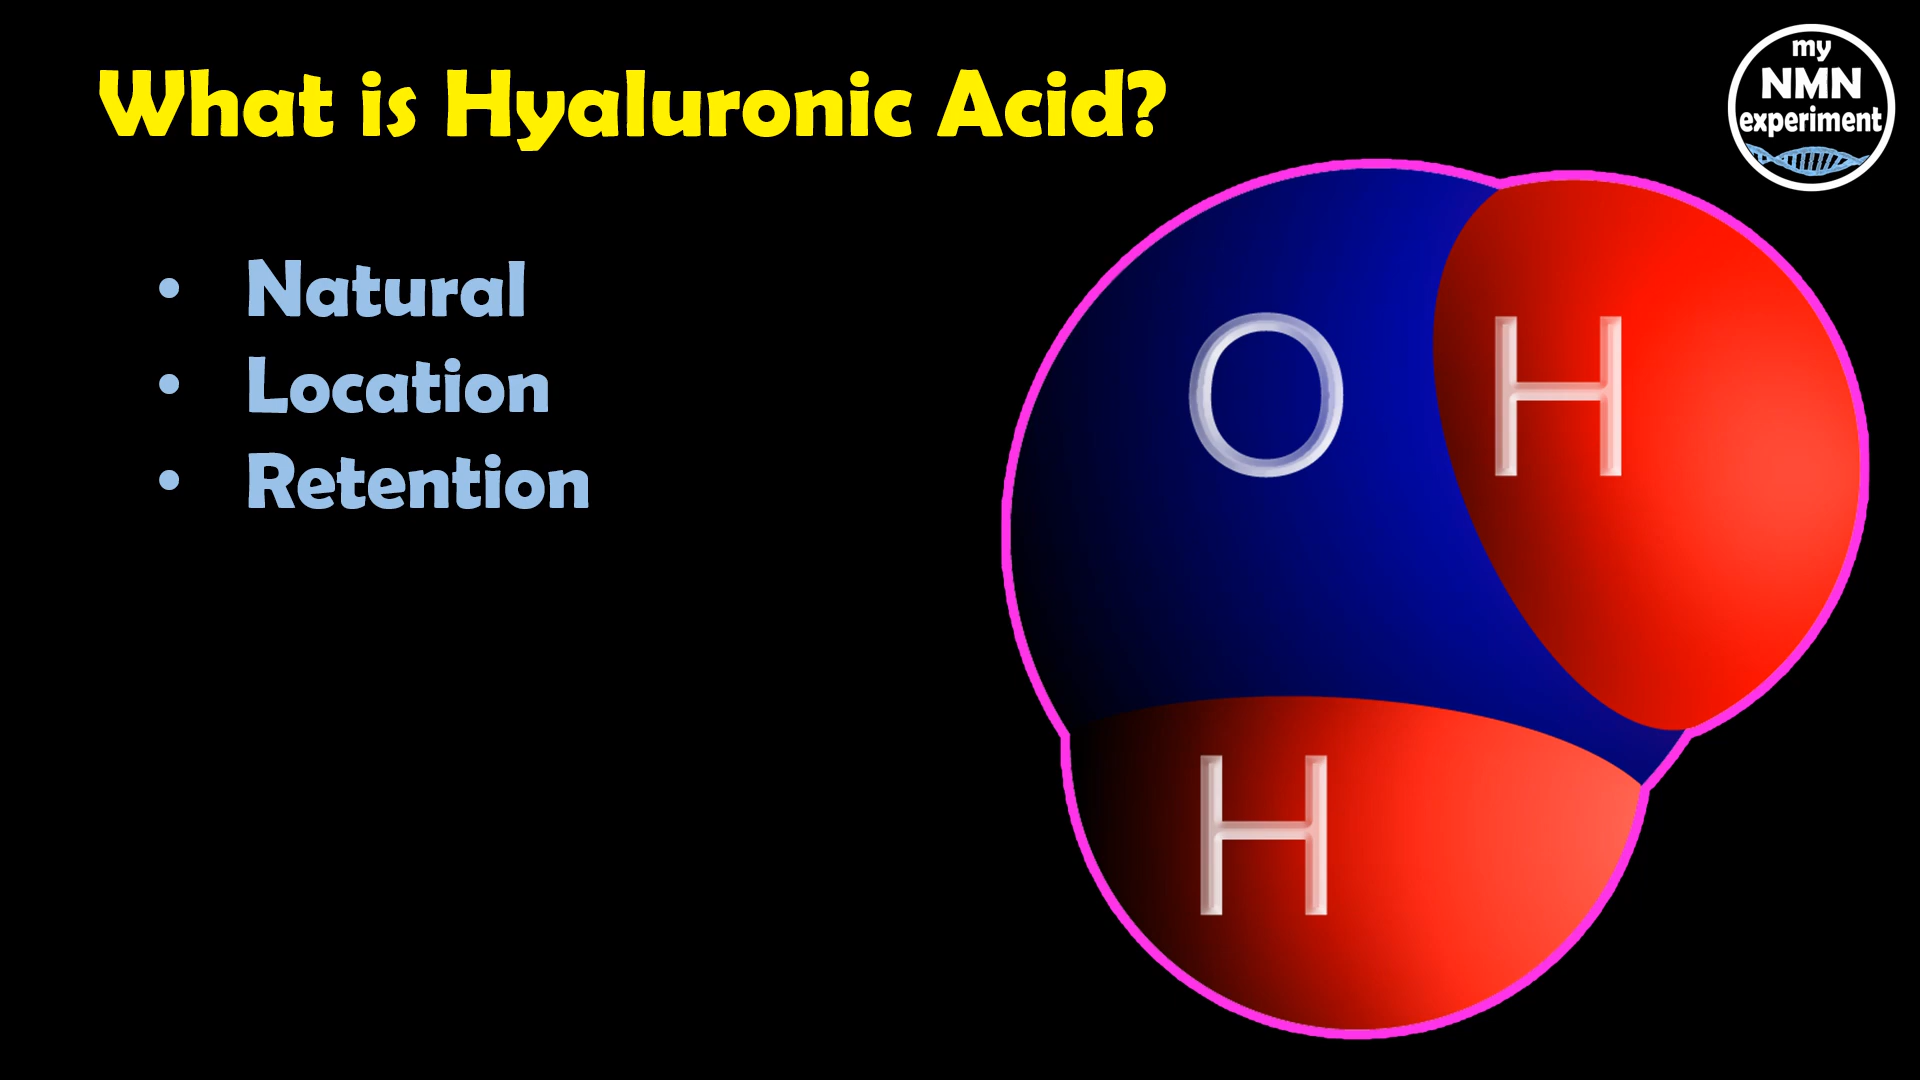 What is Hyaluronic Acid?
my
NMN
experiment
• Natural
• Location
• Retention
O H
H